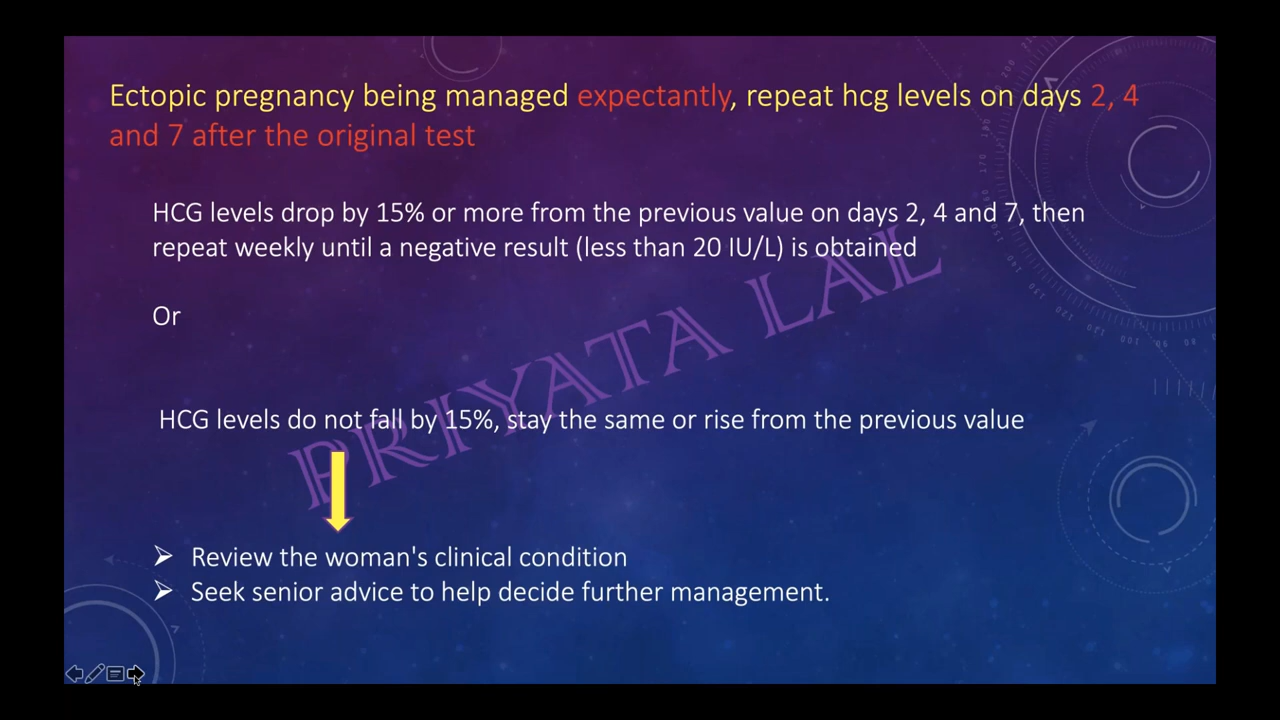 Ectopic pregnancy being managed expectantly, repeat hcg levels on days 2, 4
and 7 after the original test
HCG levels drop by 15% or more from the previous value on days 2, 4 and 7, then
repeat weekly until a negative result (less than 20 IU/L) is obtained
Or
PRIYATA LAL
HCG levels do not fall by 15%, stay the same or rise from the previous value
Review the woman's clinical condition
Seek senior advice to help decide further management.